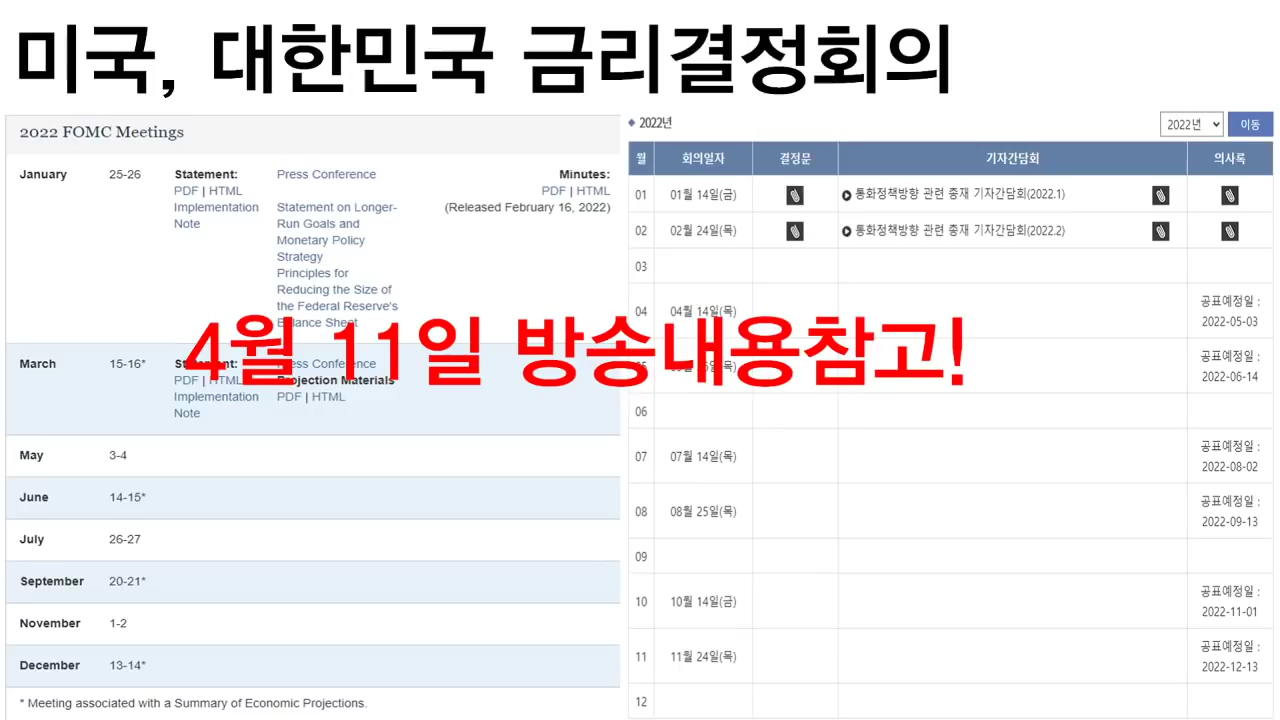 미국, 대한민국 금리결정회의
2022 FOMC Meetings
January 25-26 Statement: Press Conference Minutes:
PDF | HTML PDF | HTML
Implementation Statement on Longer- (Released February 16, 2022)
Note Run Goals and
Monetary Policy
Strategy
Principles for
Reducing the Size of
the Federal Reserve's
Balance Sheet
4월 11일 방송내용참고!
March 15-16* Statement: Press Conference
PDF | HTML Projection Materials
Implementation PDF | HTML
Note
May 3-4
June 14-15*
July 26-27
September 20-21*
November 1-2
December 13-14*
* Meeting associated with a Summary of Economic Projections.
2022년 2022년 이동
월 회의일자 결정문 기자간담회 의사록
01 01월 14일(금) 통화정책방향 관련 총재 기자간담회(2022.1)
02 02월 24일(목) 통화정책방향 관련 총재 기자간담회(2022.2)
03
04 04월 14일(목) 공표예정일 :
2022-05-03
공표예정일 :
2022-06-14
06
07 07월 14일(목) 공표예정일 :
2022-08-02
08 08월 25일(목) 공표예정일 :
2022-09-13
09
10 10월 14일(금) 공표예정일 :
2022-11-01
11 11월 24일(목) 공표예정일 :
2022-12-13
12